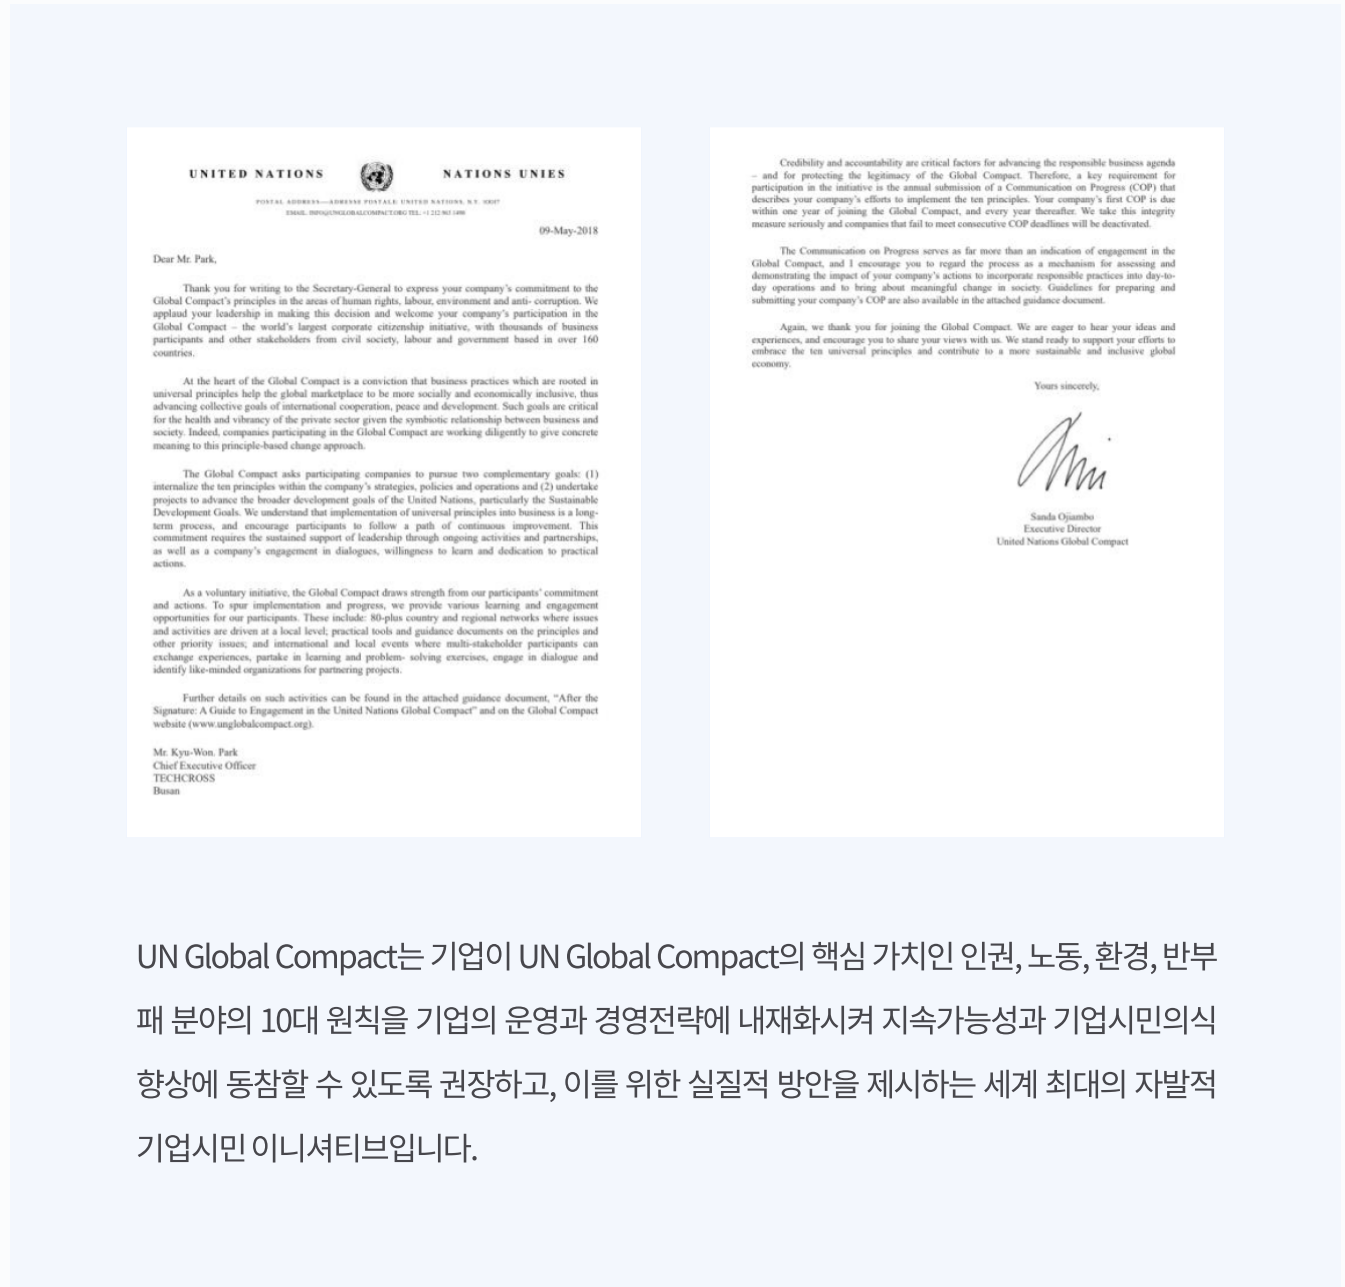 UNITED NATIONS
NATIONS UNIES
POSTAL ADDRESS—ADRESSE POSTALE UNITED NATIONS, N.Y. 10017
EMAIL. INFO@UNGLOBALCOMPACT.ORG TEL. +1 212 963 1490
09-May-2018
Dear Mr. Park,
Thank you for writing to the Secretary-General to express your company's commitment to the
Global Compact's principles in the areas of human rights, labour, environment and anti- corruption. We
applaud your leadership in making this decision and welcome your company's participation in the
Global Compact – the world's largest corporate citizenship initiative, with thousands of business
participants and other stakeholders from civil society, labour and government based in over 160
countries.
At the heart of the Global Compact is a conviction that business practices which are rooted in
universal principles help the global marketplace to be more socially and economically inclusive, thus
advancing collective goals of international cooperation, peace and development. Such goals are critical
for the health and vibrancy of the private sector given the symbiotic relationship between business and
society. Indeed, companies participating in the Global Compact are working diligently to give concrete
meaning to this principle-based change approach.
The Global Compact asks participating companies to pursue two complementary goals: (1)
internalize the ten principles within the company's strategies, policies and operations and (2) undertake
projects to advance the broader development goals of the United Nations, particularly the Sustainable
Development Goals. We understand that implementation of universal principles into business is a long-
term process, and encourage participants to follow a path of continuous improvement. This
commitment requires the sustained support of leadership through ongoing activities and partnerships,
as well as a company's engagement in dialogues, willingness to learn and dedication to practical
actions.
As a voluntary initiative, the Global Compact draws strength from our participants' commitment
and actions. To spur implementation and progress, we provide various learning and engagement
opportunities for our participants. These include: 80-plus country and regional networks where issues
and activities are driven at a local level; practical tools and guidance documents on the principles and
other priority issues; and international and local events where multi-stakeholder participants can
exchange experiences, partake in learning and problem- solving exercises, engage in dialogue and
identify like-minded organizations for partnering projects.
Further details on such activities can be found in the attached guidance document, “After the
Signature: A Guide to Engagement in the United Nations Global Compact” and on the Global Compact
website (www.unglobalcompact.org).
Mr. Kyu-Won. Park
Chief Executive Officer
TECHCROSS
Busan
Credibility and accountability are critical factors for advancing the responsible business agenda
– and for protecting the legitimacy of the Global Compact. Therefore, a key requirement for
participation in the initiative is the annual submission of a Communication on Progress (COP) that
describes your company's efforts to implement the ten principles. Your company's first COP is due
within one year of joining the Global Compact, and every year thereafter. We take this integrity
measure seriously and companies that fail to meet consecutive COP deadlines will be deactivated.
The Communication on Progress serves as far more than an indication of engagement in the
Global Compact, and I encourage you to regard the process as a mechanism for assessing and
demonstrating the impact of your company's actions to incorporate responsible practices into day-to-
day operations and to bring about meaningful change in society. Guidelines for preparing and
submitting your company's COP are also available in the attached guidance document.
Again, we thank you for joining the Global Compact. We are eager to hear your ideas and
experiences, and encourage you to share your views with us. We stand ready to support your efforts to
embrace the ten universal principles and contribute to a more sustainable and inclusive global
economy.
Yours sincerely,
Sanda Ojiambo
Executive Director
United Nations Global Compact
UN Global Compact는 기업이 UN Global Compact의 핵심 가치인 인권, 노동, 환경, 반부
패 분야의 10대 원칙을 기업의 운영과 경영전략에 내재화시켜 지속가능성과 기업시민의식
향상에 동참할 수 있도록 권장하고, 이를 위한 실질적 방안을 제시하는 세계 최대의 자발적
기업시민 이니셔티브입니다.